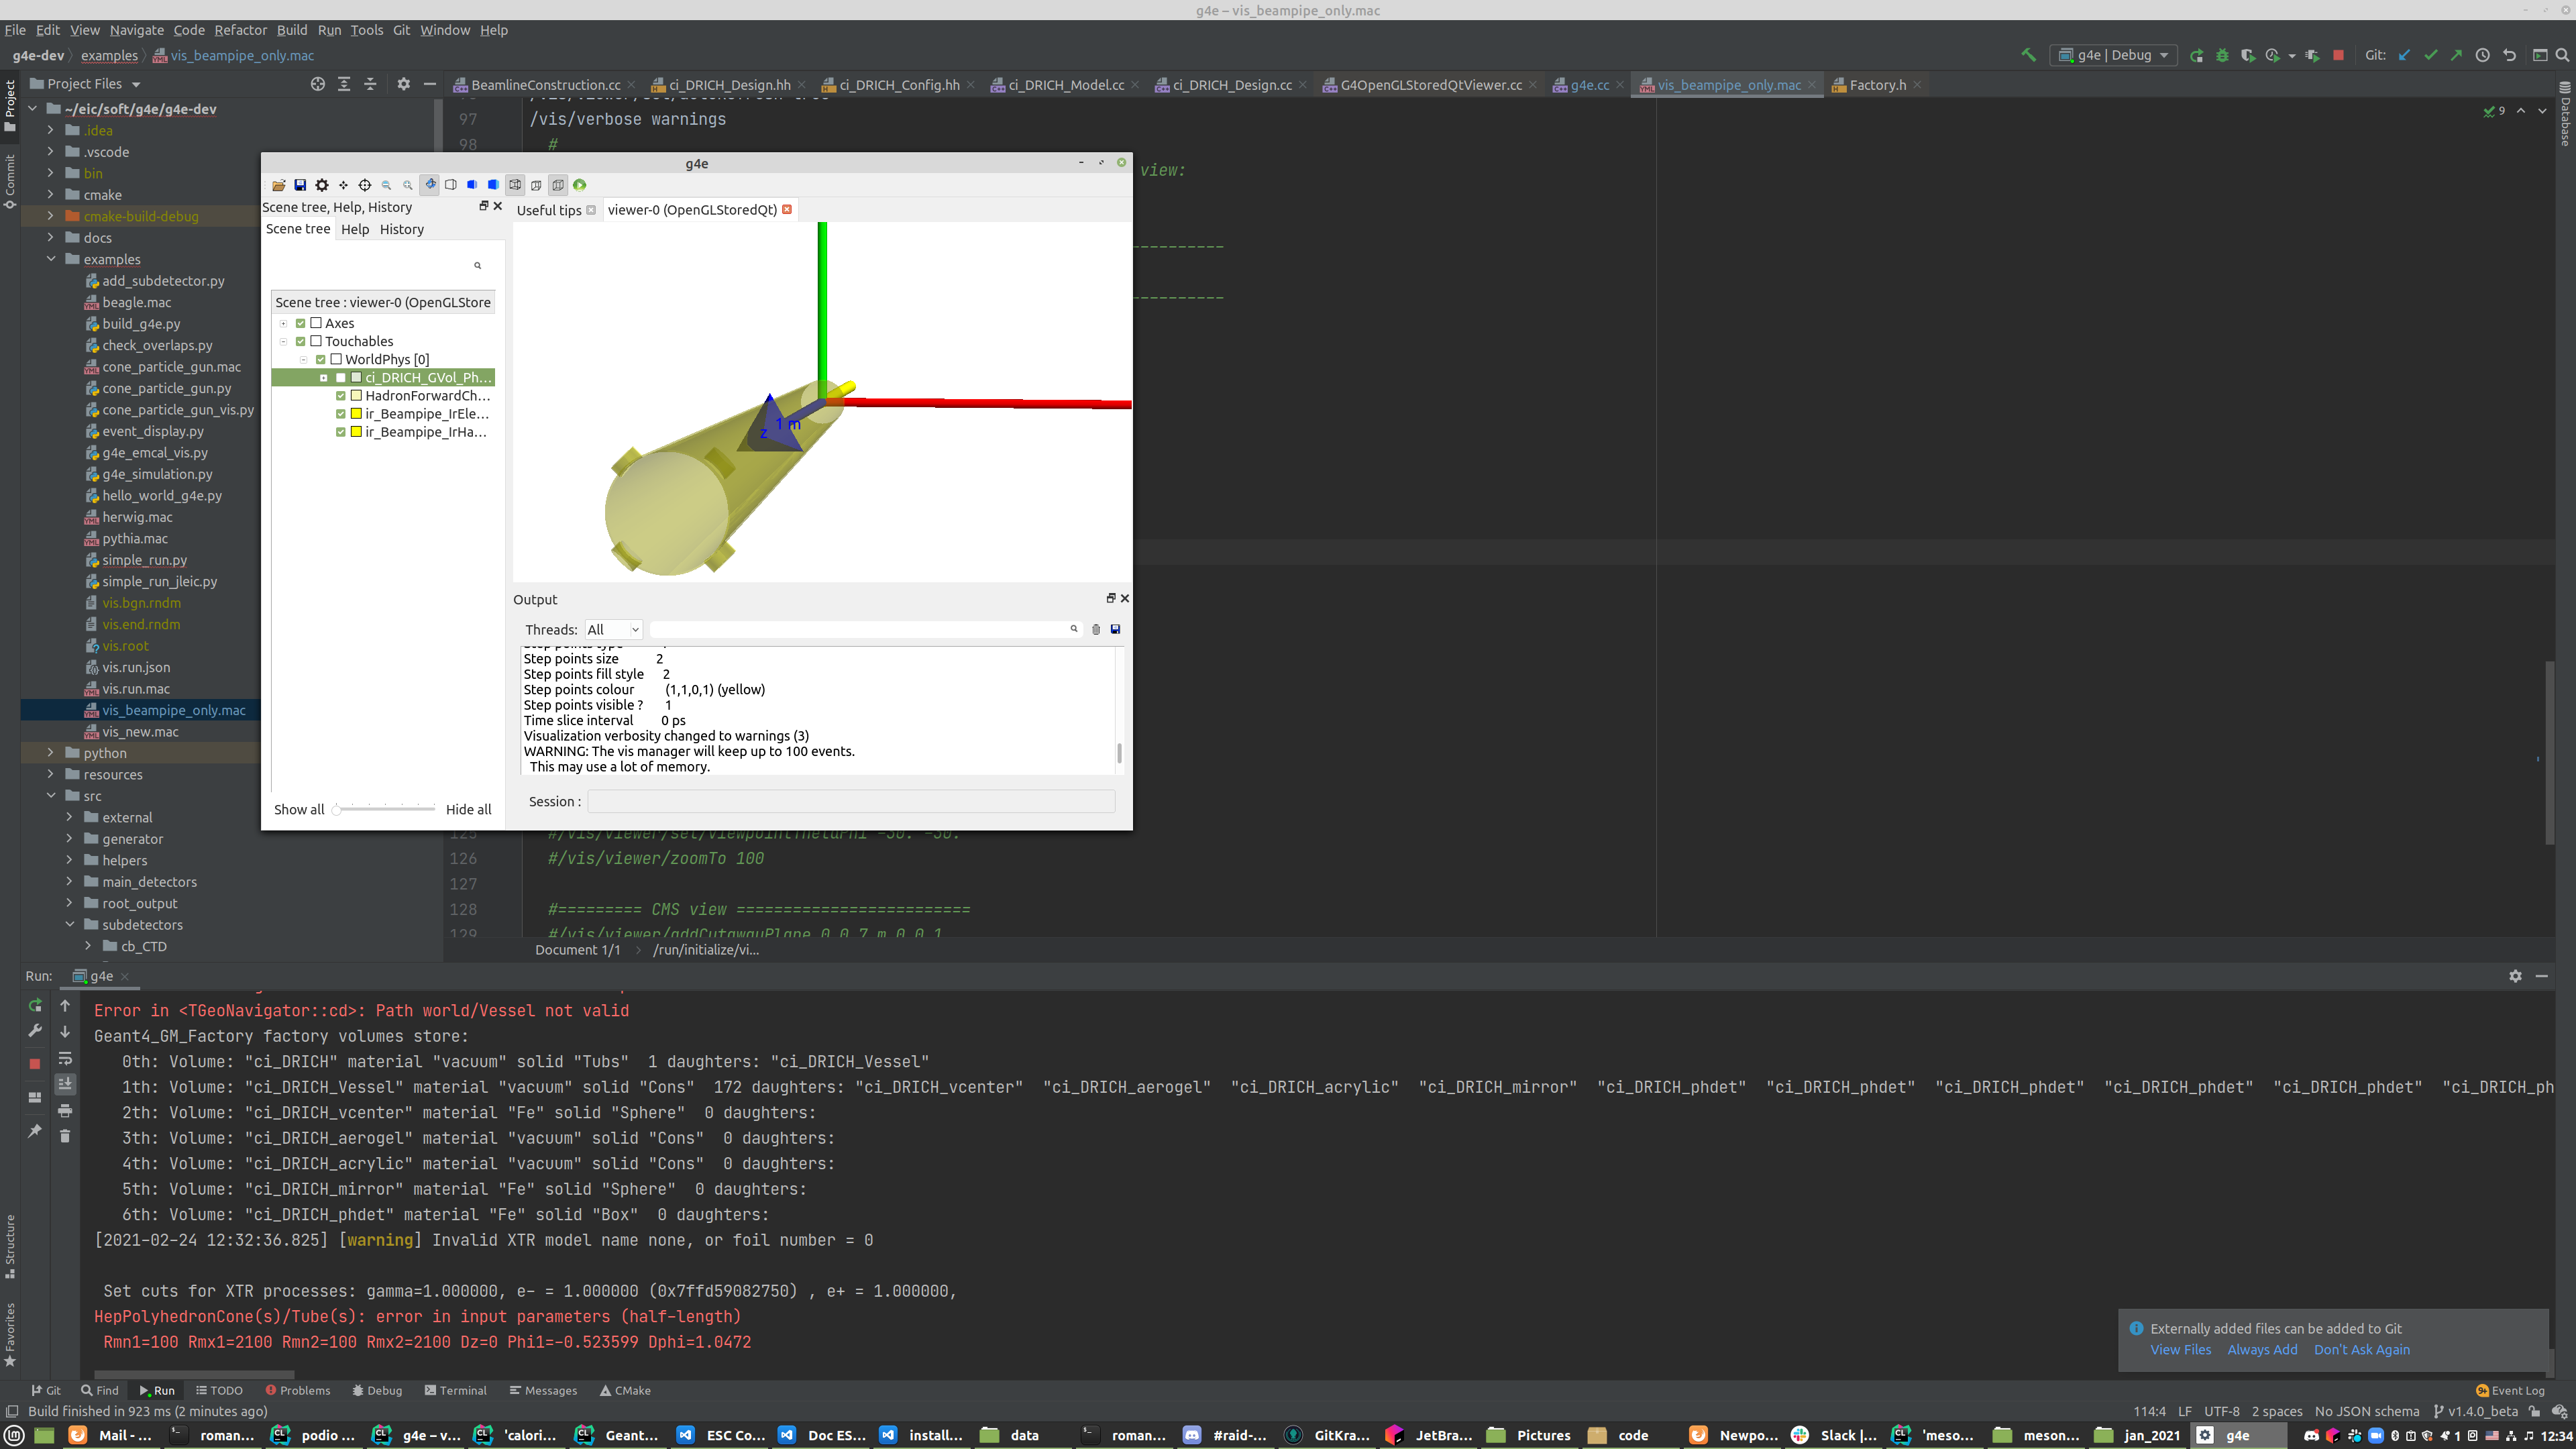 g4e – vis_beampipe_only.mac
File Edit View Navigate Code Refactor Build Run Tools Git Window Help
g4e-dev examples vis_beampipe_only.mac
g4e | Debug Git:
Project Files
BeamlineConstruction.cc ci_DRICH_Design.hh ci_DRICH_Config.hh ci_DRICH_Model.cc ci_DRICH_Design.cc G4OpenGLStoredQtViewer.cc g4e.cc vis_beampipe_only.mac Factory.h
Project
Commit
Structure
Favorites
Database
~/eic/soft/g4e/g4e-dev
.idea
.vscode
bin
cmake
cmake-build-debug
docs
examples
add_subdetector.py
beagle.mac
build_g4e.py
check_overlaps.py
cone_particle_gun.mac
cone_particle_gun.py
cone_particle_gun_vis.py
event_display.py
g4e_emcal_vis.py
g4e_simulation.py
hello_world_g4e.py
herwig.mac
pythia.mac
simple_run.py
simple_run_jleic.py
vis.bgn.rndm
vis.end.rndm
vis.root
vis.run.json
vis.run.mac
vis_beampipe_only.mac
vis_new.mac
python
resources
src
external
generator
helpers
main_detectors
root_output
subdetectors
cb_CTD
97 /vis/verbose warnings
98 #
view:
9
g4e
Scene tree, Help, History
Scene tree Help History
Useful tips viewer-0 (OpenGLStoredQt)
Scene tree : viewer-0 (OpenGLStore
Axes
Touchables
WorldPhys [0]
ci_DRICH_GVol_Ph...
HadronForwardCh...
ir_Beampipe_IrEle...
ir_Beampipe_IrHa...
Show all Hide all
1 m
z
Output
Threads: All
Step points size 2
Step points fill style 2
Step points colour (1,1,0,1) (yellow)
Step points visible ? 1
Time slice interval 0 ps
Visualization verbosity changed to warnings (3)
WARNING: The vis manager will keep up to 100 events.
This may use a lot of memory.
Session :
125 #/vis/viewer/set/viewpointThetaPhi -30. -30.
126 #/vis/viewer/zoomTo 100
127
128 #========= CMS view =========================
129 #/vis/viewer/addCutawayPlane 0 0 7 m 0 0 1
Document 1/1 /run/initialize/vi...
Run: g4e
Error in <TGeoNavigator::cd>: Path world/Vessel not valid
Geant4_GM_Factory factory volumes store:
0th: Volume: "ci_DRICH" material "vacuum" solid "Tubs" 1 daughters: "ci_DRICH_Vessel"
1th: Volume: "ci_DRICH_Vessel" material "vacuum" solid "Cons" 172 daughters: "ci_DRICH_vcenter" "ci_DRICH_aerogel" "ci_DRICH_acrylic" "ci_DRICH_mirror" "ci_DRICH_phdet" "ci_DRICH_phdet" "ci_DRICH_phdet" "ci_DRICH_phdet" "ci_DRICH_phdet" "ci_DRICH_ph
2th: Volume: "ci_DRICH_vcenter" material "Fe" solid "Sphere" 0 daughters:
3th: Volume: "ci_DRICH_aerogel" material "vacuum" solid "Cons" 0 daughters:
4th: Volume: "ci_DRICH_acrylic" material "vacuum" solid "Cons" 0 daughters:
5th: Volume: "ci_DRICH_mirror" material "Fe" solid "Sphere" 0 daughters:
6th: Volume: "ci_DRICH_phdet" material "Fe" solid "Box" 0 daughters:
[2021-02-24 12:32:36.825] [warning] Invalid XTR model name none, or foil number = 0
Set cuts for XTR processes: gamma=1.000000, e- = 1.000000 (0x7ffd59082750) , e+ = 1.000000,
HepPolyhedronCone(s)/Tube(s): error in input parameters (half-length)
Rmn1=100 Rmx1=2100 Rmn2=100 Rmx2=2100 Dz=0 Phi1=-0.523599 Dphi=1.0472
Externally added files can be added to Git
View Files Always Add Don't Ask Again
Git Find Run TODO Problems Debug Terminal Messages CMake
9+ Event Log
Build finished in 923 ms (2 minutes ago)
114:4 LF UTF-8 2 spaces No JSON schema v1.4.0_beta
Mail - ... roman... podio ... g4e – v... 'calori... Geant... ESC Co... Doc ES... install... data roman... #raid-... GitKra... JetBra... Pictures code Newpo... Slack |... 'meso... meson... jan_2021 g4e 1 12:34